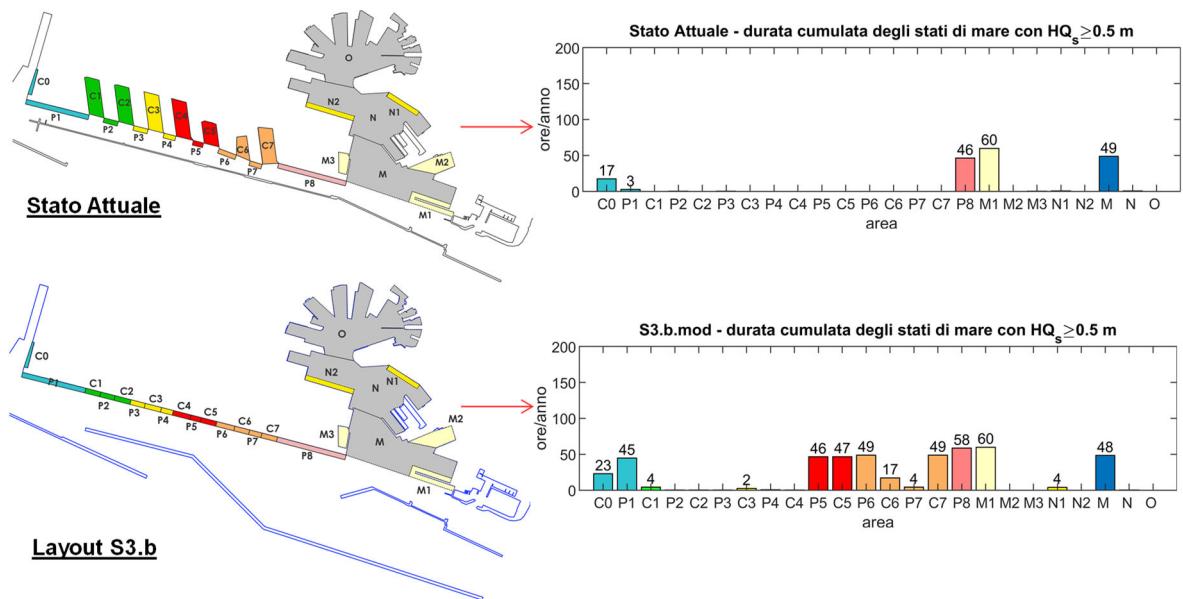 Stato Attuale - durata cumulata degli stati di mare con HQs≥0.5 m
ore/anno
200
150
100
50
0
17 3 46 60 49
C0 P1 C1 P2 C2 P3 C3 P4 C4 P5 C5 P6 C6 P7 C7 P8 M1 M2 M3 N1 N2 M N O
area
O
N2
N1
N
M3
M2
M
M1
C0
C1
C2
C3
C4
C5
C6
C7
P1
P2
P3
P4
P5
P6
P7
P8
Stato Attuale
S3.b.mod - durata cumulata degli stati di mare con HQs≥0.5 m
ore/anno
200
150
100
50
0
23 45 4 2 46 47 49 17 4 49 58 60 4 48
C0 P1 C1 P2 C2 P3 C3 P4 C4 P5 C5 P6 C6 P7 C7 P8 M1 M2 M3 N1 N2 M N O
area
O
N2
N1
N
M3
M2
M
M1
C0
C1
C2
C3
C4
C5
C6
C7
P1
P2
P3
P4
P5
P6
P7
P8
Layout S3.b